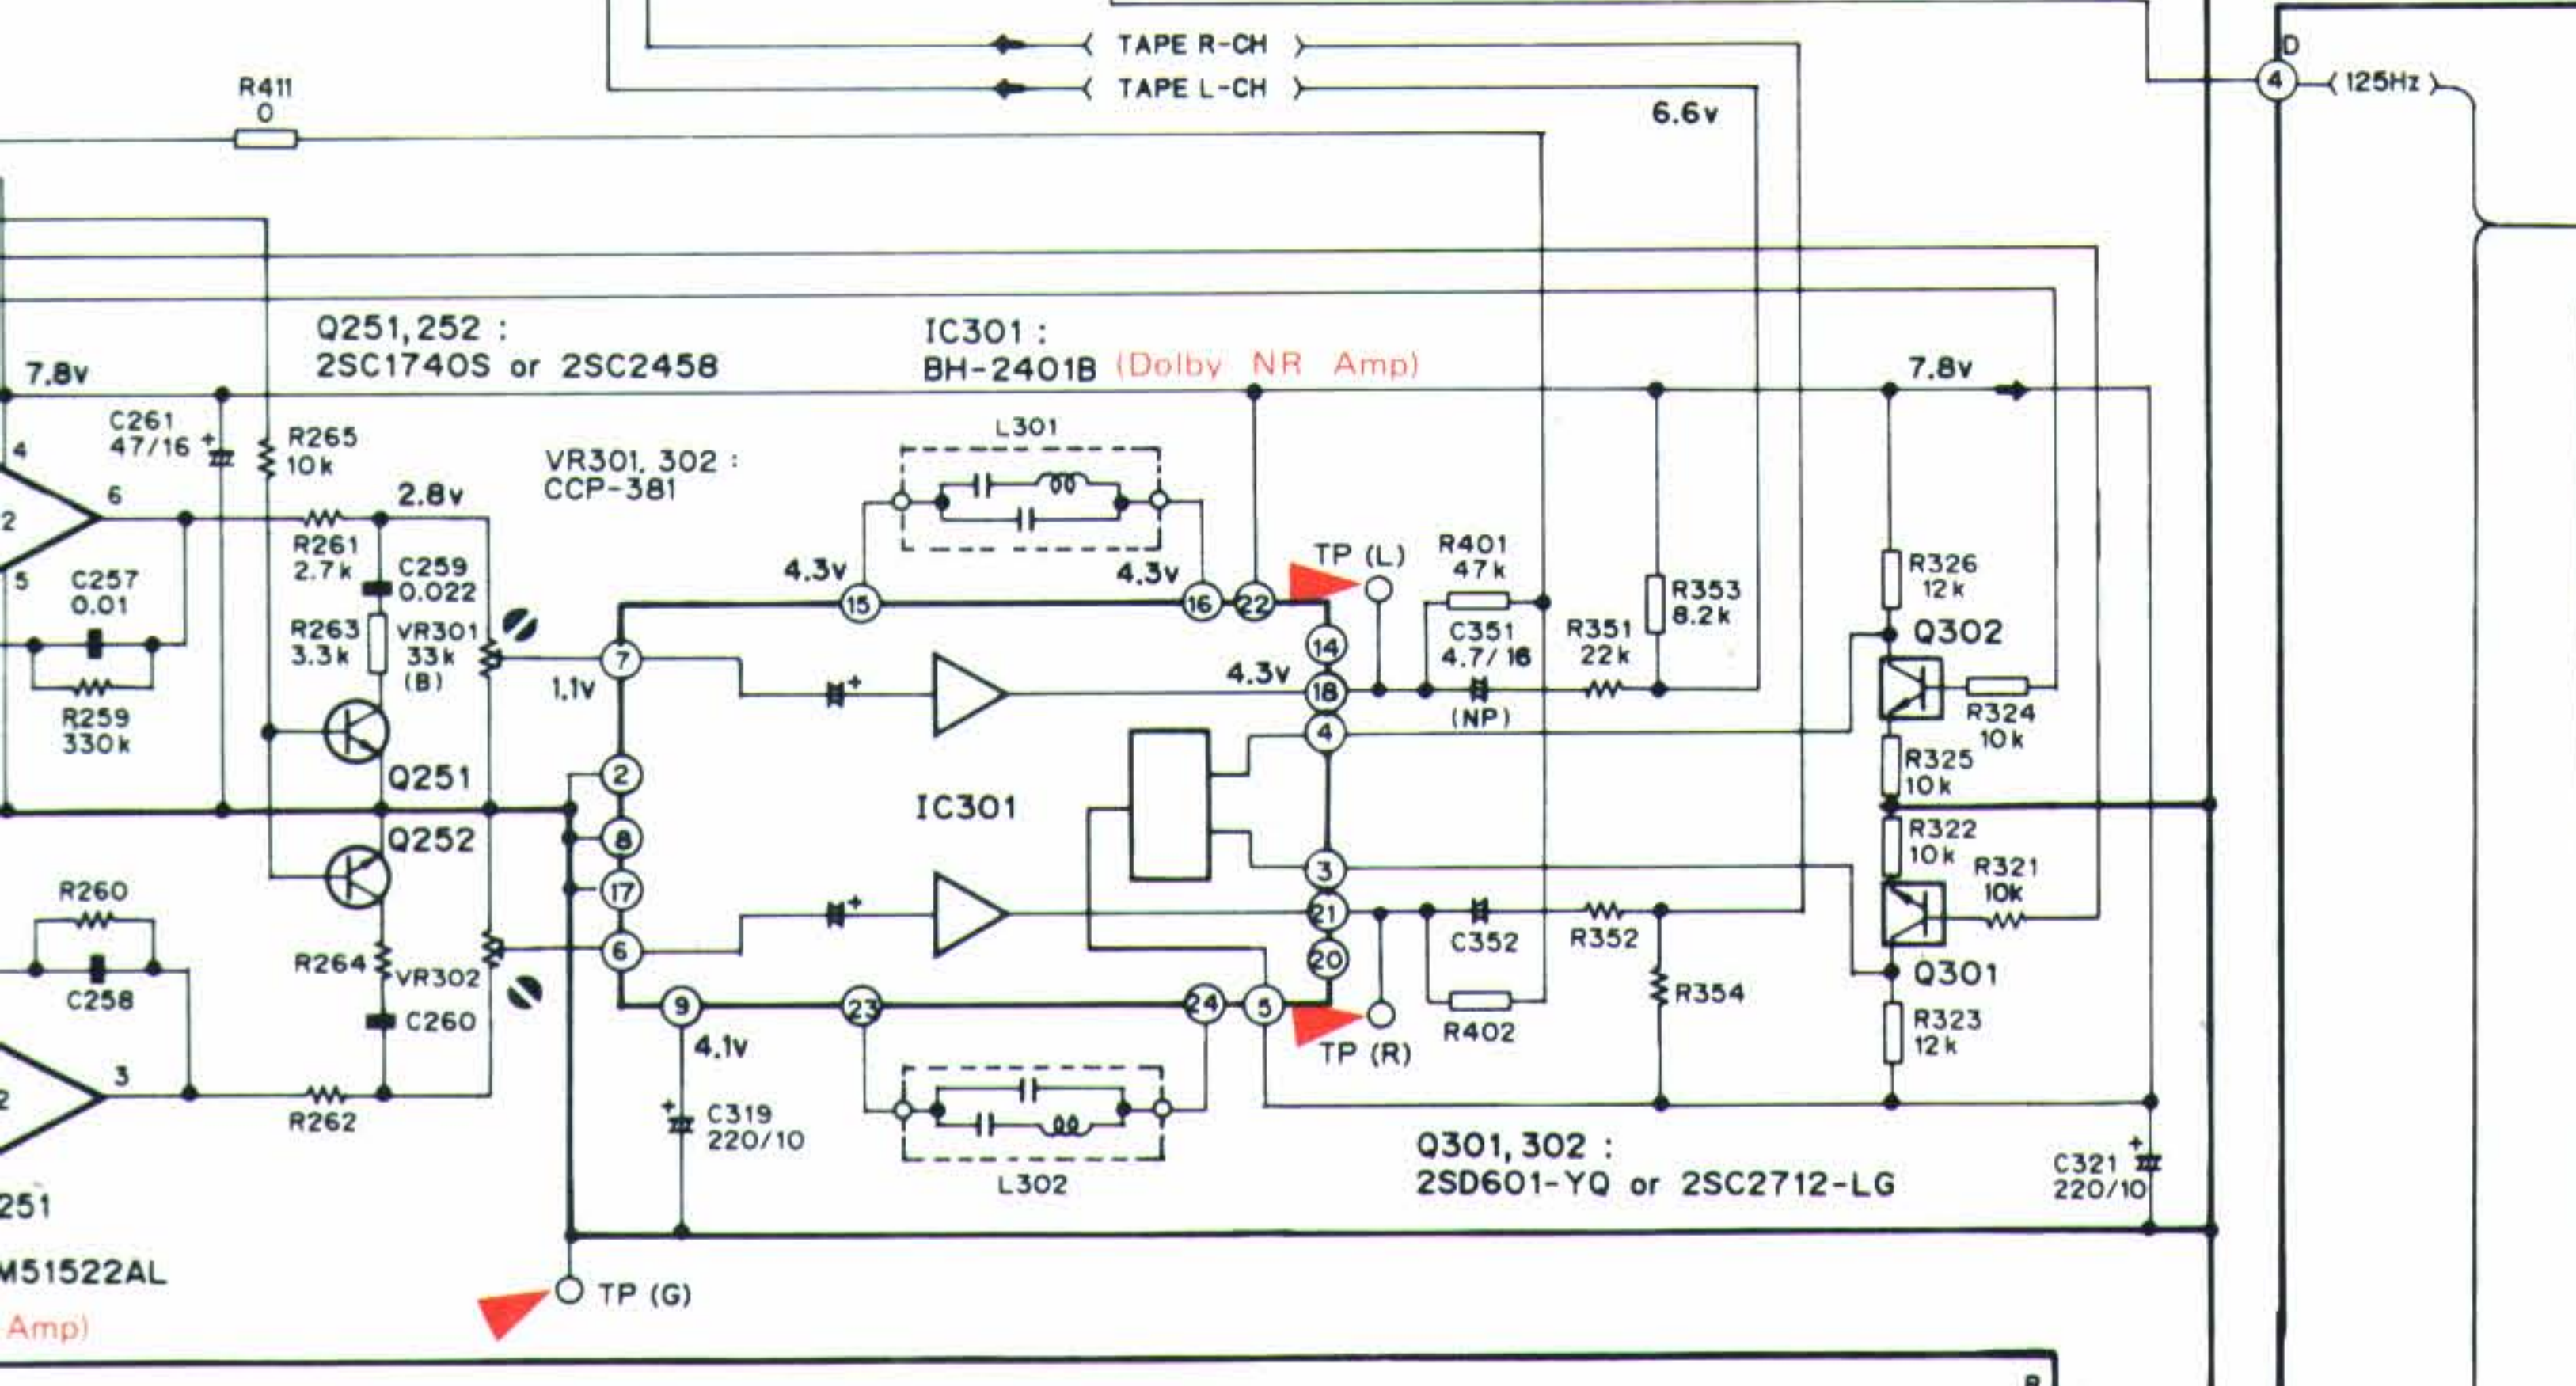 TAPE R-CH
TAPE L-CH
D
4
(125Hz)
R411
0
6.6v
Q251,252 :
2SC1740S or 2SC2458
IC301 :
BH-2401B (Dolby NR Amp)
7.8v
7.8v
C261
47/16
+
R265
10k
VR301, 302 :
CCP-381
L301
4
6
2
5
2.8v
R261
2.7k
C259
0.022
C257
0.01
R263
3.3k
VR301
33k
(B)
R259
330k
Q251
4.3v
4.3v
15
16
22
TP (L)
R401
47k
C351
4.7/16
(NP)
R351
22k
R353
8.2k
R326
12k
Q302
R324
10k
R325
10k
7
1.1v
+
14
4.3v
18
4
2
8
17
6
IC301
3
21
20
+
Q252
R260
C258
R264
VR302
C260
3
2
R262
R322
10k
R321
10k
Q301
R323
12k
C352
R352
R354
R402
TP (R)
9
23
24
5
4.1v
+
C319
220/10
L302
Q301,302 :
2SD601-YQ or 2SC2712-LG
+
C321
220/10
251
M51522AL
Amp)
TP (G)